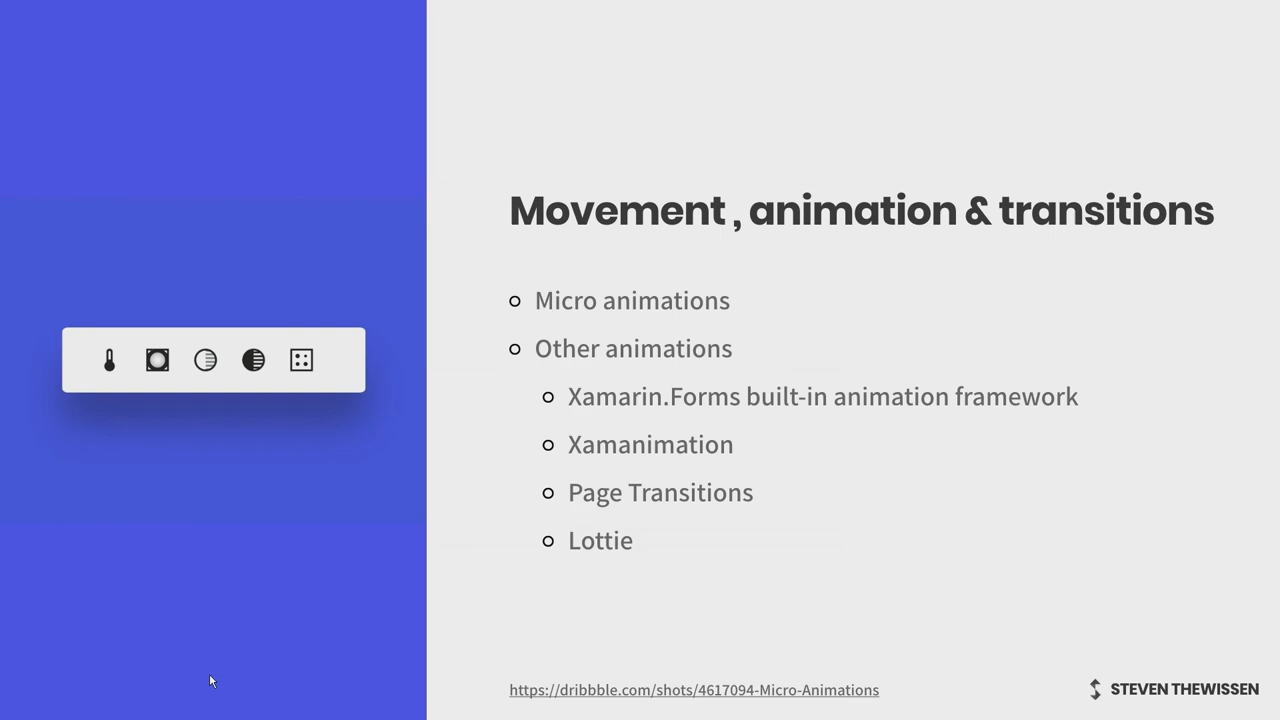 Movement , animation & transitions
Micro animations
Other animations
Xamarin.Forms built-in animation framework
Xamanimation
Page Transitions
Lottie
https://dribbble.com/shots/4617094-Micro-Animations
STEVEN THEWISSEN